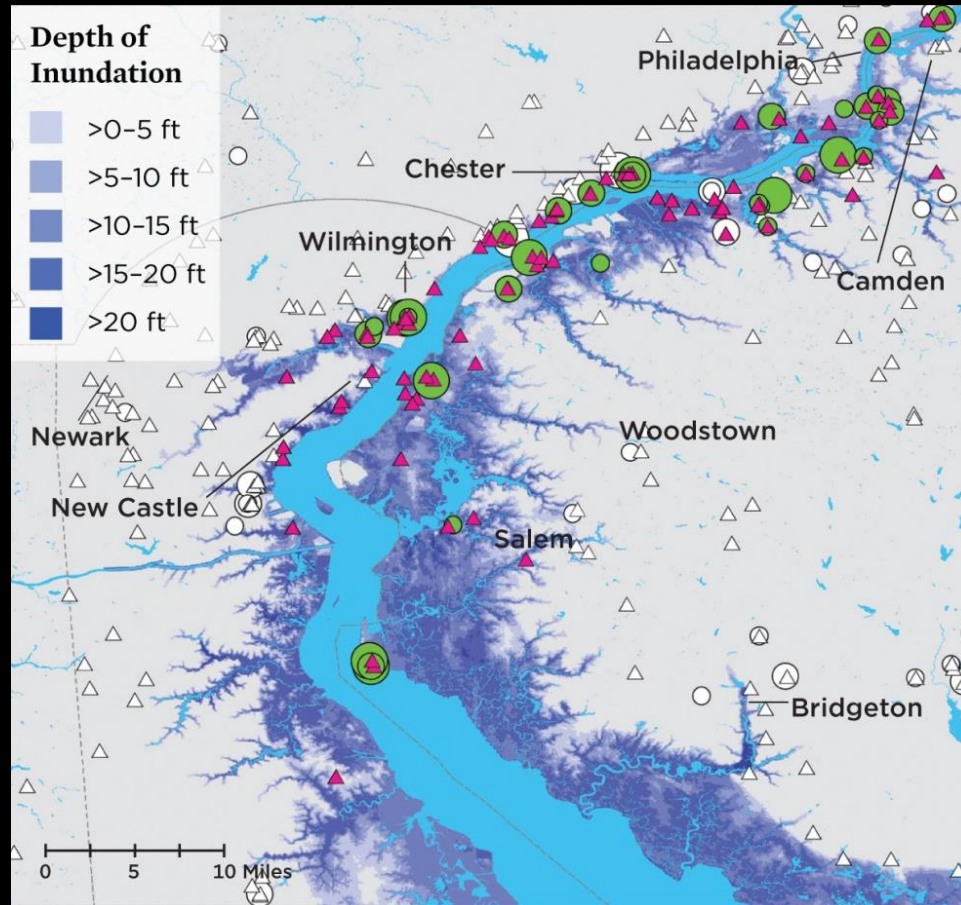 Depth of
Inundation
>0–5 ft
>5–10 ft
>10–15 ft
>15–20 ft
>20 ft
Philadelphia
Chester
Wilmington
Camden
Newark
Woodstown
New Castle
Salem
Bridgeton
0 5 10 Miles